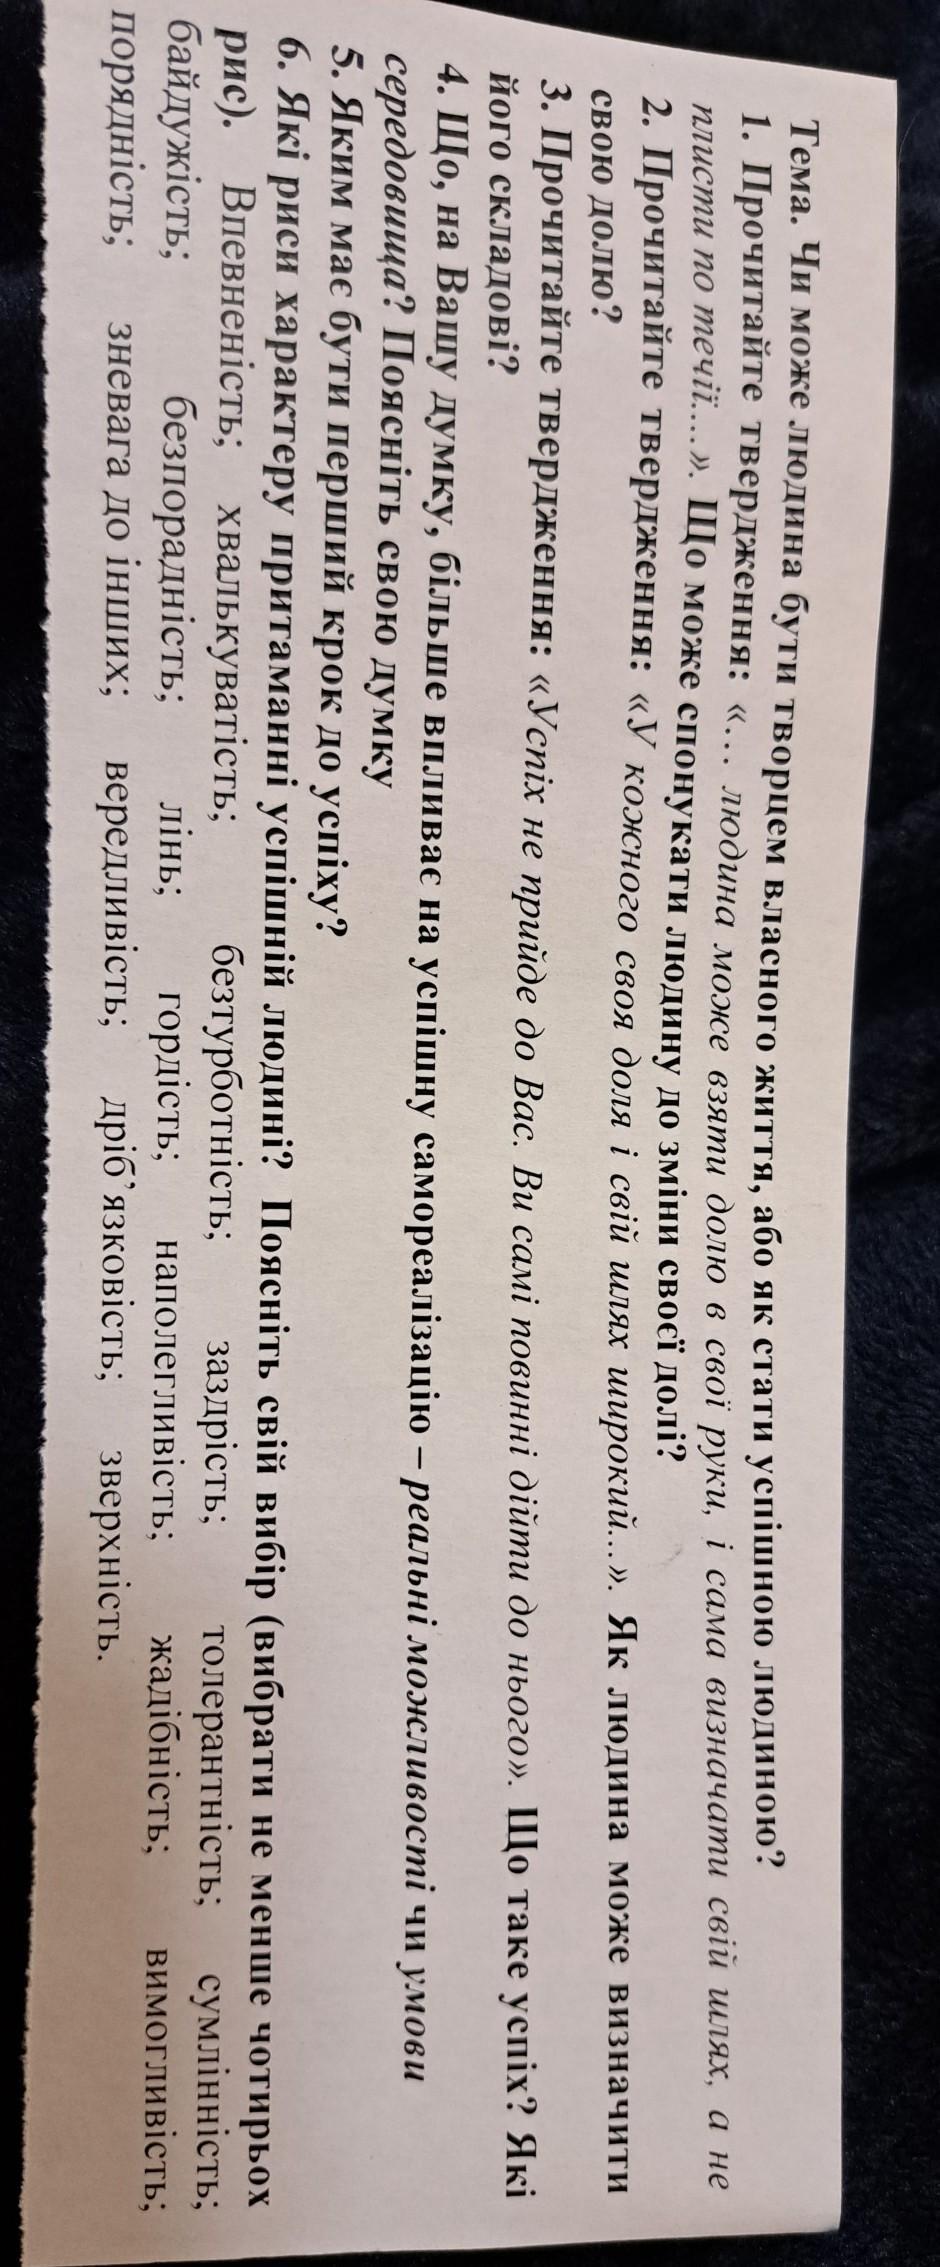 Тема. Чи може людина бути творцем власного життя, або як стати успішною людиною?
1. Прочитайте твердження: «… людина може взяти долю в свої руки, і сама визначати свій шлях, а не
плисти по течії…». Що може спонукати людину до зміни своєї долі?
2. Прочитайте твердження: «У кожного своя доля і свій шлях широкий…». Як людина може визначити
свою долю?
3. Прочитайте твердження: «Успіх не прийде до Вас. Ви самі повинні дійти до нього». Що таке успіх? Які
його складові?
4. Що, на Вашу думку, більше впливає на успішну самореалізацію – реальні можливості чи умови
середовища? Поясніть свою думку
5. Яким має бути перший крок до успіху?
6. Які риси характеру притаманні успішній людині? Поясніть свій вибір (вибрати не менше чотирьох
рис). Впевненість; хвалькуватість; безтурботність; заздрість; толерантність; сумлінність;
байдужість; безпорадність; лінь; гордість; наполегливість; жадібність; вимогливість;
порядність; зневага до інших; вередливість; дріб’язковість; зверхність.